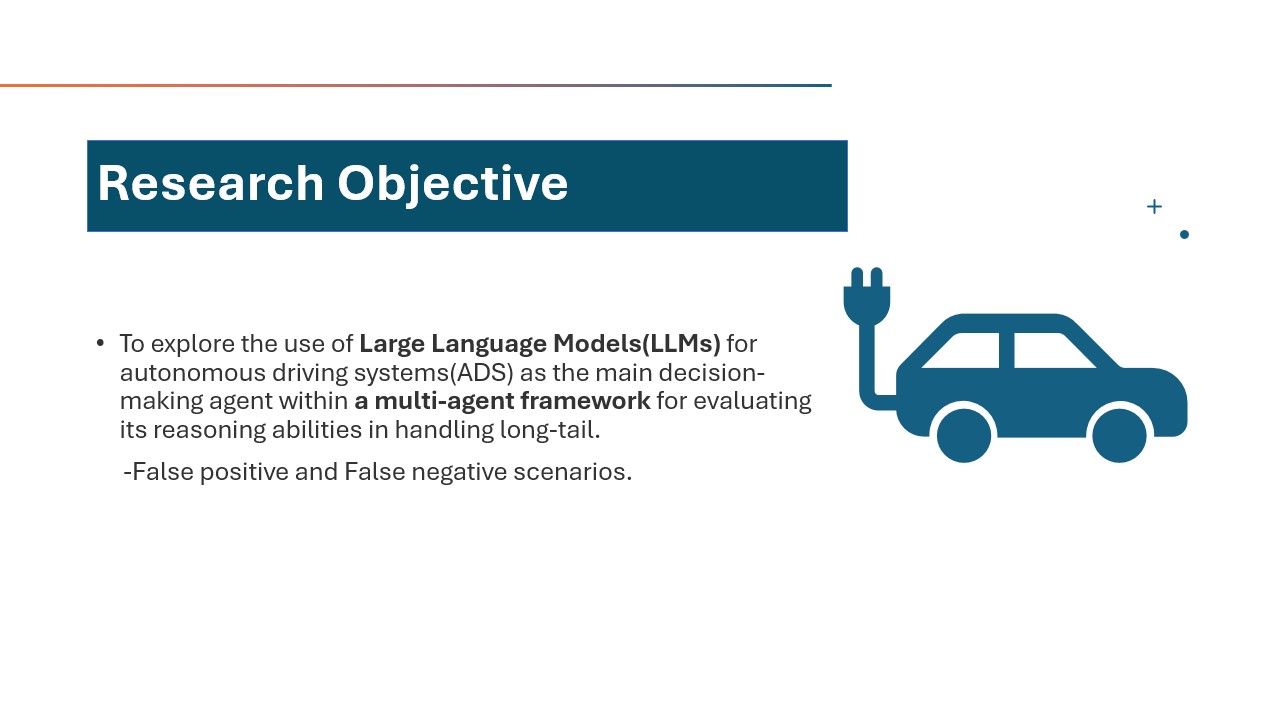 Research Objective
• To explore the use of Large Language Models(LLMs) for
autonomous driving systems(ADS) as the main decision-
making agent within a multi-agent framework for evaluating
its reasoning abilities in handling long-tail.
-False positive and False negative scenarios.